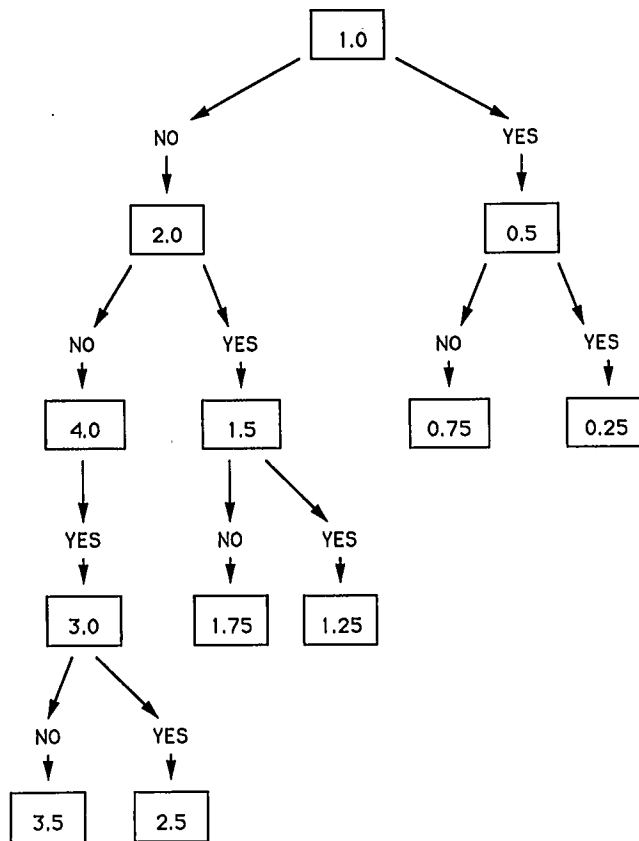 1.0
NO YES
2.0 0.5
NO YES NO YES
4.0 1.5 0.75 0.25
YES NO YES
3.0 1.75 1.25
NO YES
3.5 2.5